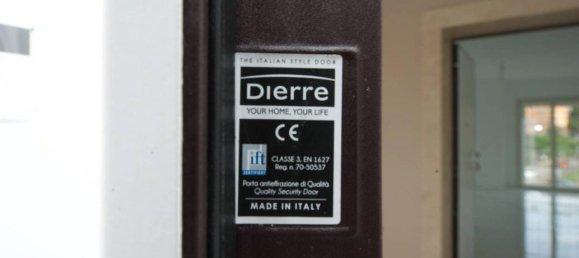 THE ITALIAN STYLE DOOR
Dierre
YOUR HOME, YOUR LIFE
CE
ift
ZERTIFIZIERT
CLASSE 3, EN 1627
Reg. n. 70-50537
Porta antieffrazione di Qualità
Quality Security Door
MADE IN ITALY